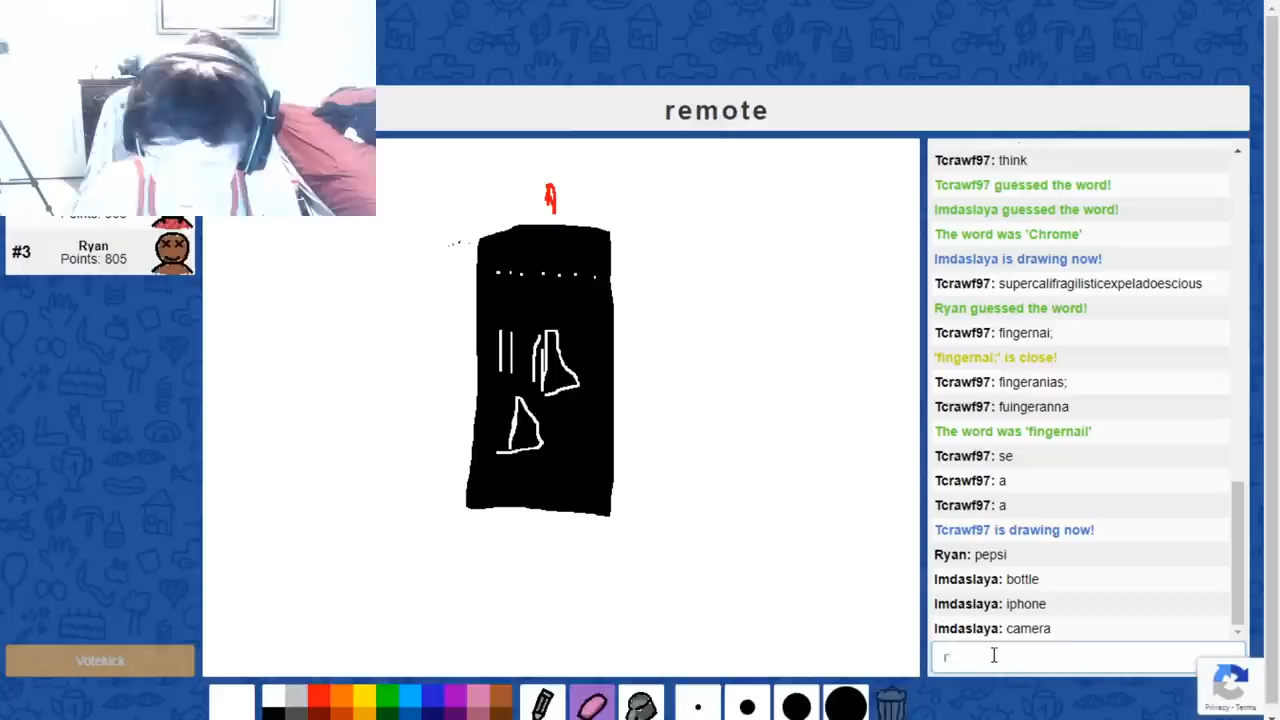 remote
#3
Ryan
Points: 805
Tcrawf97: think
Tcrawf97 guessed the word!
Imdaslaya guessed the word!
The word was 'Chrome'
Imdaslaya is drawing now!
Tcrawf97: supercalifragilisticexpeladoescious
Ryan guessed the word!
Tcrawf97: fingernai;
'fingernai;' is close!
Tcrawf97: fingeranias;
Tcrawf97: fuingeranna
The word was 'fingernail'
Tcrawf97: se
Tcrawf97: a
Tcrawf97: a
Tcrawf97 is drawing now!
Ryan: pepsi
Imdaslaya: bottle
Imdaslaya: iphone
Imdaslaya: camera
r
Votekick
Privacy - Terms